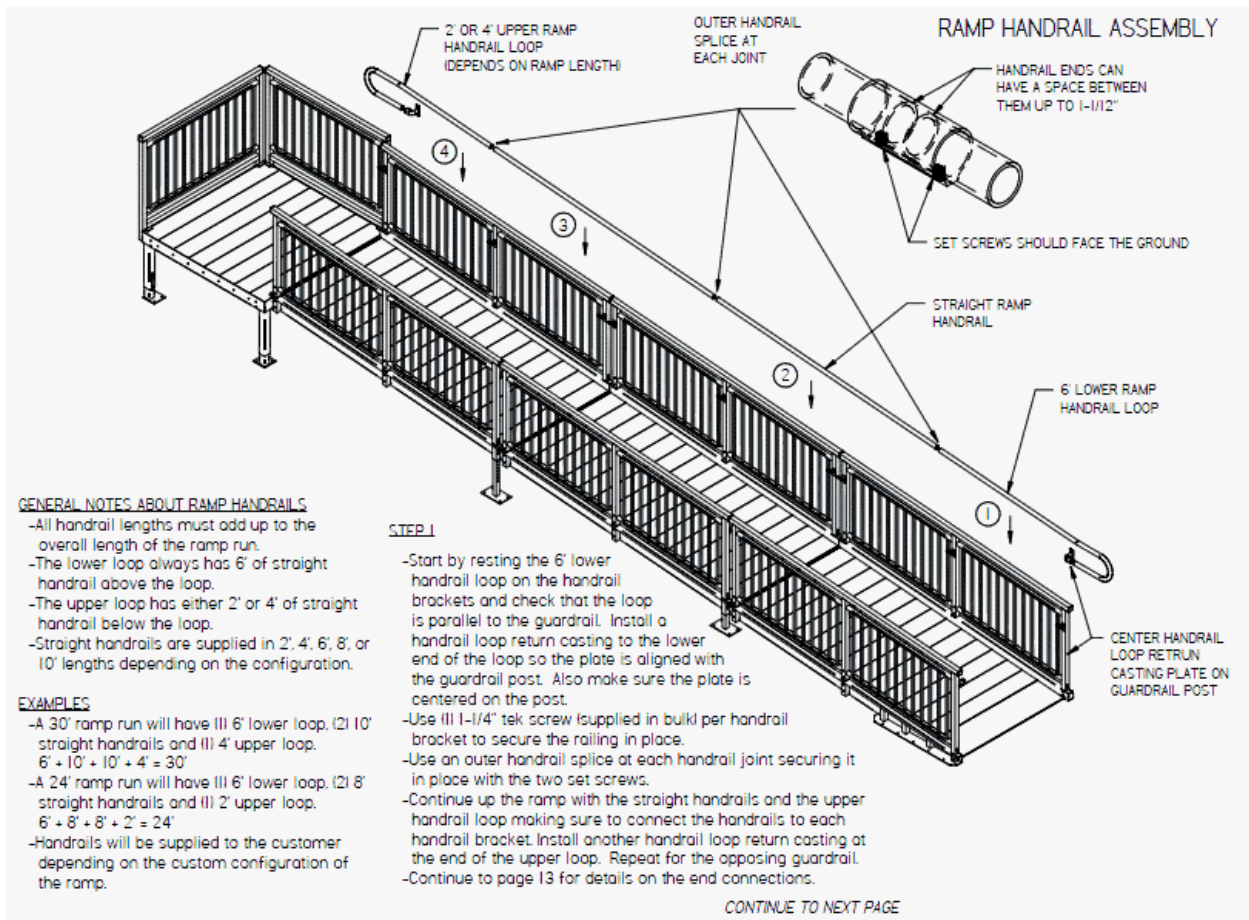 RAMP HANDRAIL ASSEMBLY
2' OR 4' UPPER RAMP
HANDRAIL LOOP
(DEPENDS ON RAMP LENGTH)
OUTER HANDRAIL
SPLICE AT
EACH JOINT
HANDRAIL ENDS CAN
HAVE A SPACE BETWEEN
THEM UP TO 1-1/12"
SET SCREWS SHOULD FACE THE GROUND
STRAIGHT RAMP
HANDRAIL
6' LOWER RAMP
HANDRAIL LOOP
CENTER HANDRAIL
LOOP RETRUN
CASTING PLATE ON
GUARDRAIL POST
4
3
2
1
GENERAL NOTES ABOUT RAMP HANDRAILS
-All handrail lengths must add up to the
overall length of the ramp run.
-The lower loop always has 6' of straight
handrail above the loop.
-The upper loop has either 2' or 4' of straight
handrail below the loop.
-Straight handrails are supplied in 2', 4', 6', 8', or
10' lengths depending on the configuration.
EXAMPLES
-A 30' ramp run will have (1) 6' lower loop, (2) 10'
straight handrails and (1) 4' upper loop.
6' + 10' + 10' + 4' = 30'
-A 24' ramp run will have (1) 6' lower loop, (2) 8'
straight handrails and (1) 2' upper loop.
6' + 8' + 8' + 2' = 24'
-Handrails will be supplied to the customer
depending on the custom configuration of
the ramp.
STEP 1
-Start by resting the 6' lower
handrail loop on the handrail
brackets and check that the loop
is parallel to the guardrail. Install a
handrail loop return casting to the lower
end of the loop so the plate is aligned with
the guardrail post. Also make sure the plate is
centered on the post.
-Use (1) 1-1/4" tek screw (supplied in bulk) per handrail
bracket to secure the railing in place.
-Use an outer handrail splice at each handrail joint securing it
in place with the two set screws.
-Continue up the ramp with the straight handrails and the upper
handrail loop making sure to connect the handrails to each
handrail bracket. Install another handrail loop return casting at
the end of the upper loop. Repeat for the opposing guardrail.
-Continue to page 13 for details on the end connections.
CONTINUE TO NEXT PAGE